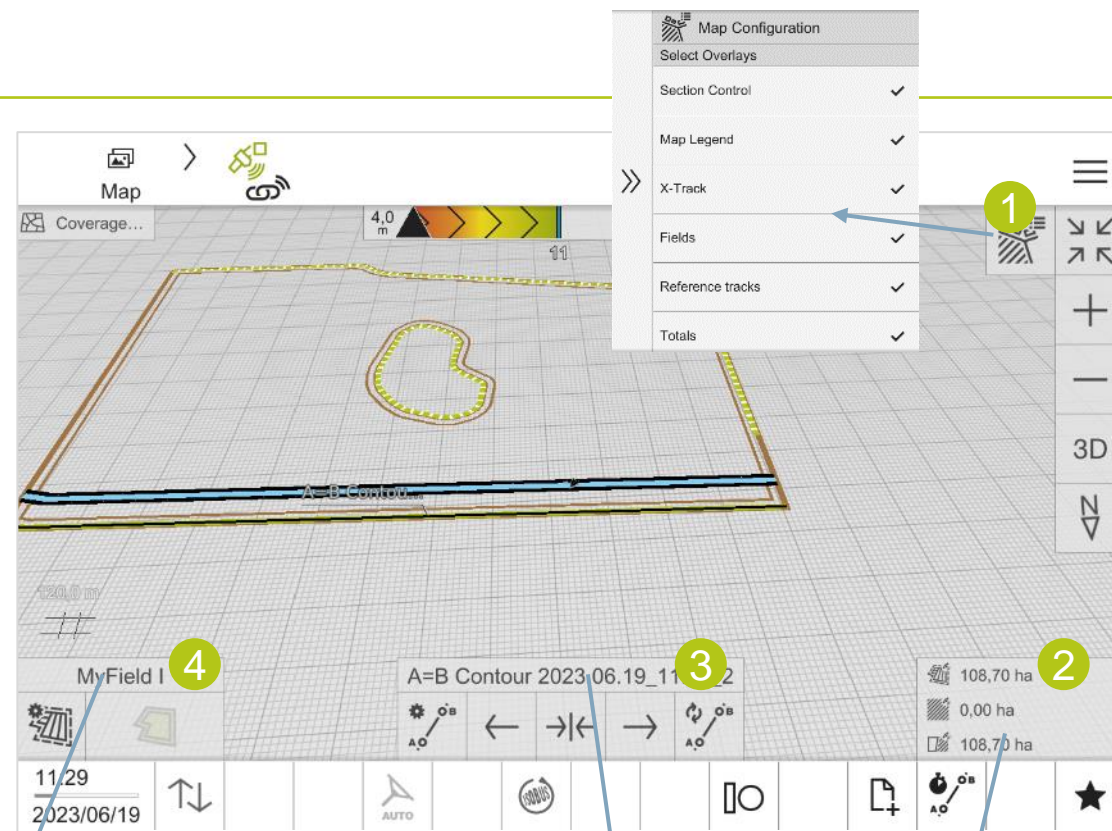 Map Configuration
Select Overlays
Section Control
Map Legend
X-Track
Fields
Reference tracks
Totals
Map
1
Coverage...
4,0
m
11
3D
N
A=B Contou...
120,0 m
MyField I
4
A=B Contour 2023.06.19_11
2
3
A B
A B
108,70 ha
2
0,00 ha
108,70 ha
11:29
2023/06/19
AUTO
ISOBUS
A B